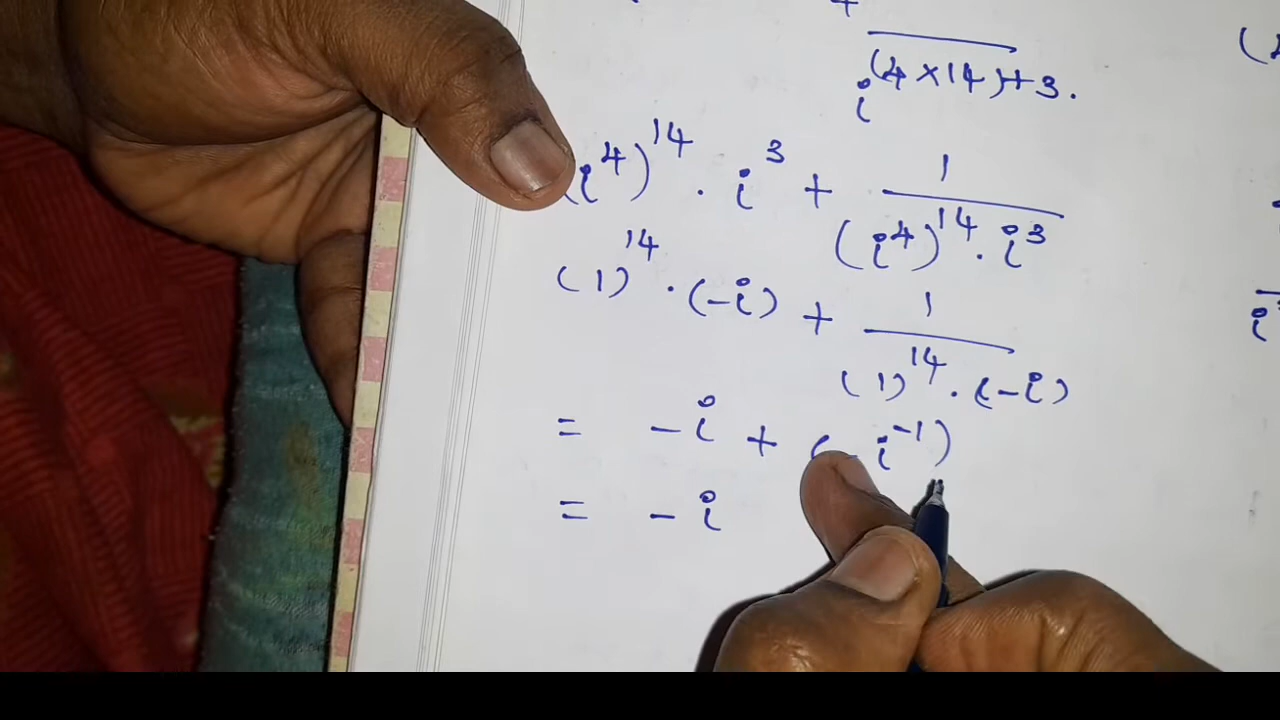 i^(4×14)+3.
(i^4)^14 . i^3 + 1/((i^4)^14 . i^3)
(1)^14 . (-i) + 1/((1)^14 . (-i))
= -i + (-i^-1)
= -i